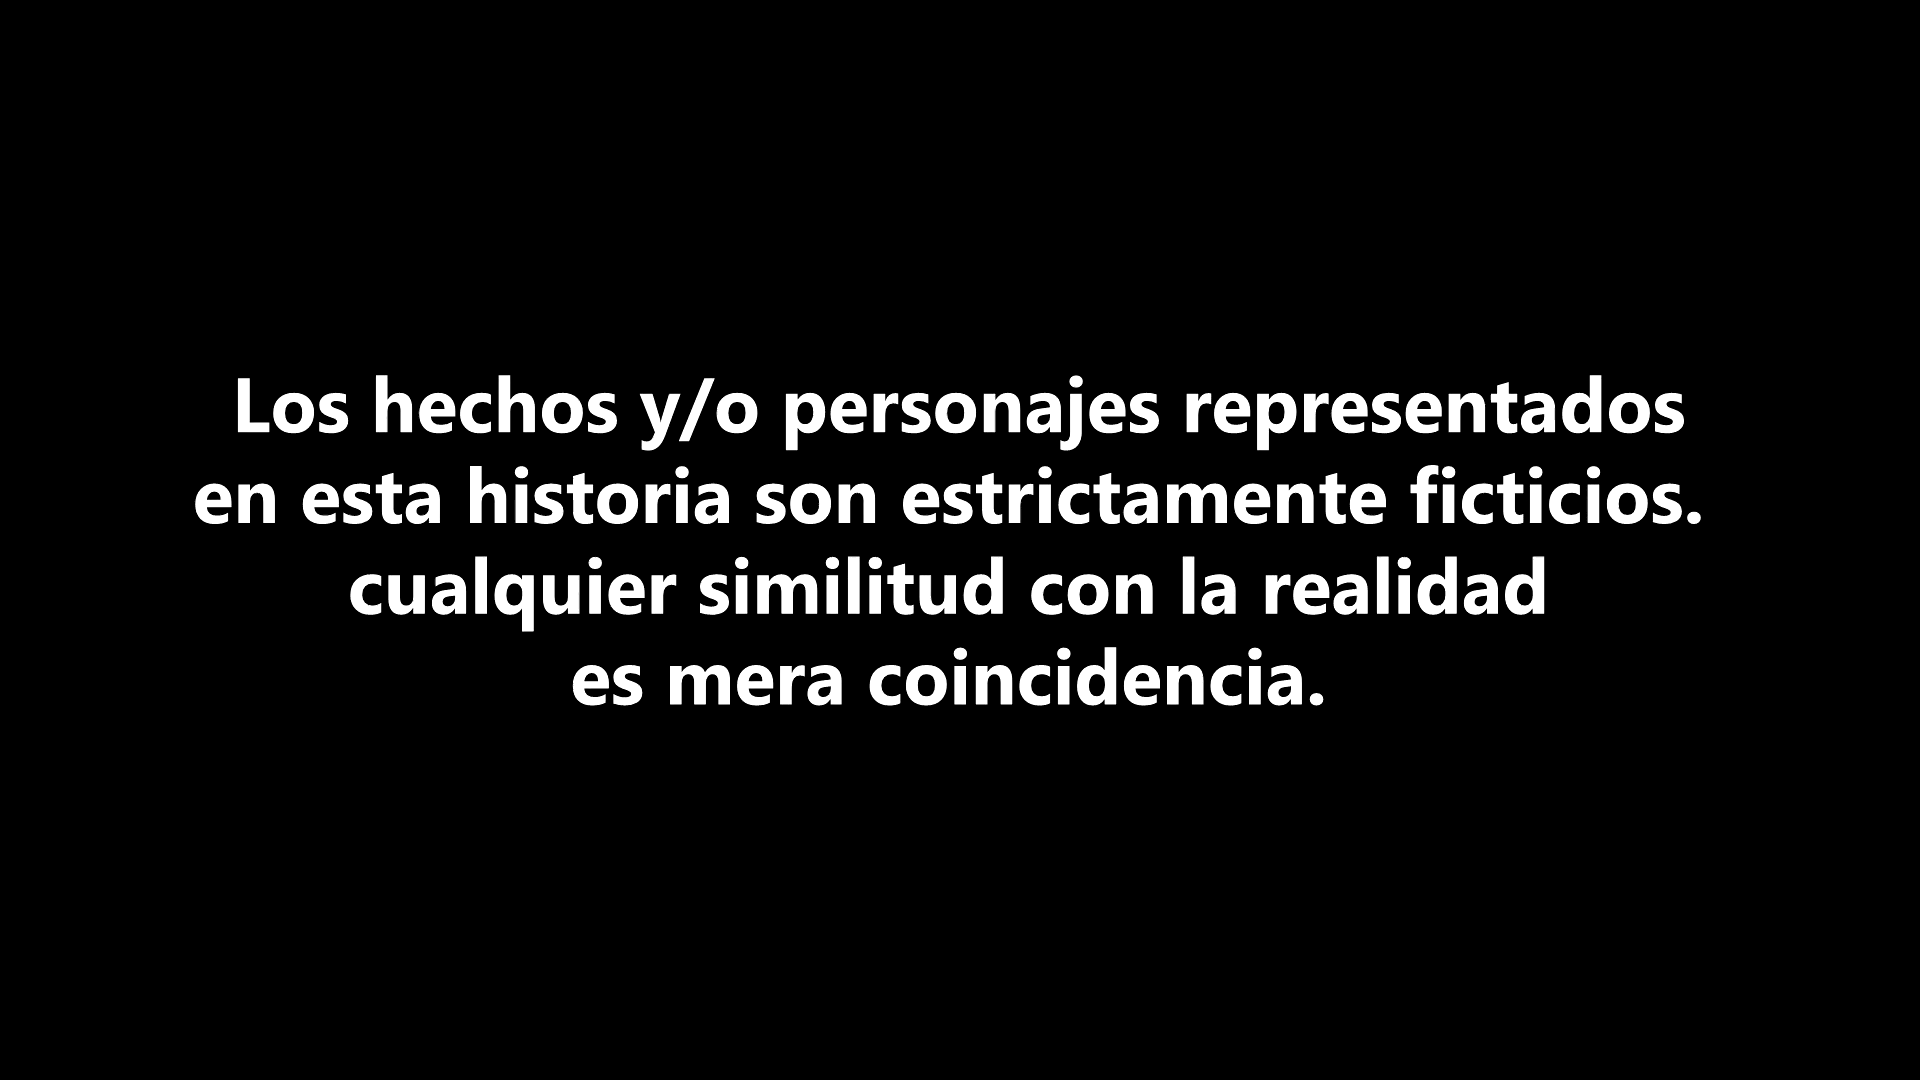 Los hechos y/o personajes representados
en esta historia son estrictamente ficticios.
cualquier similitud con la realidad
es mera coincidencia.